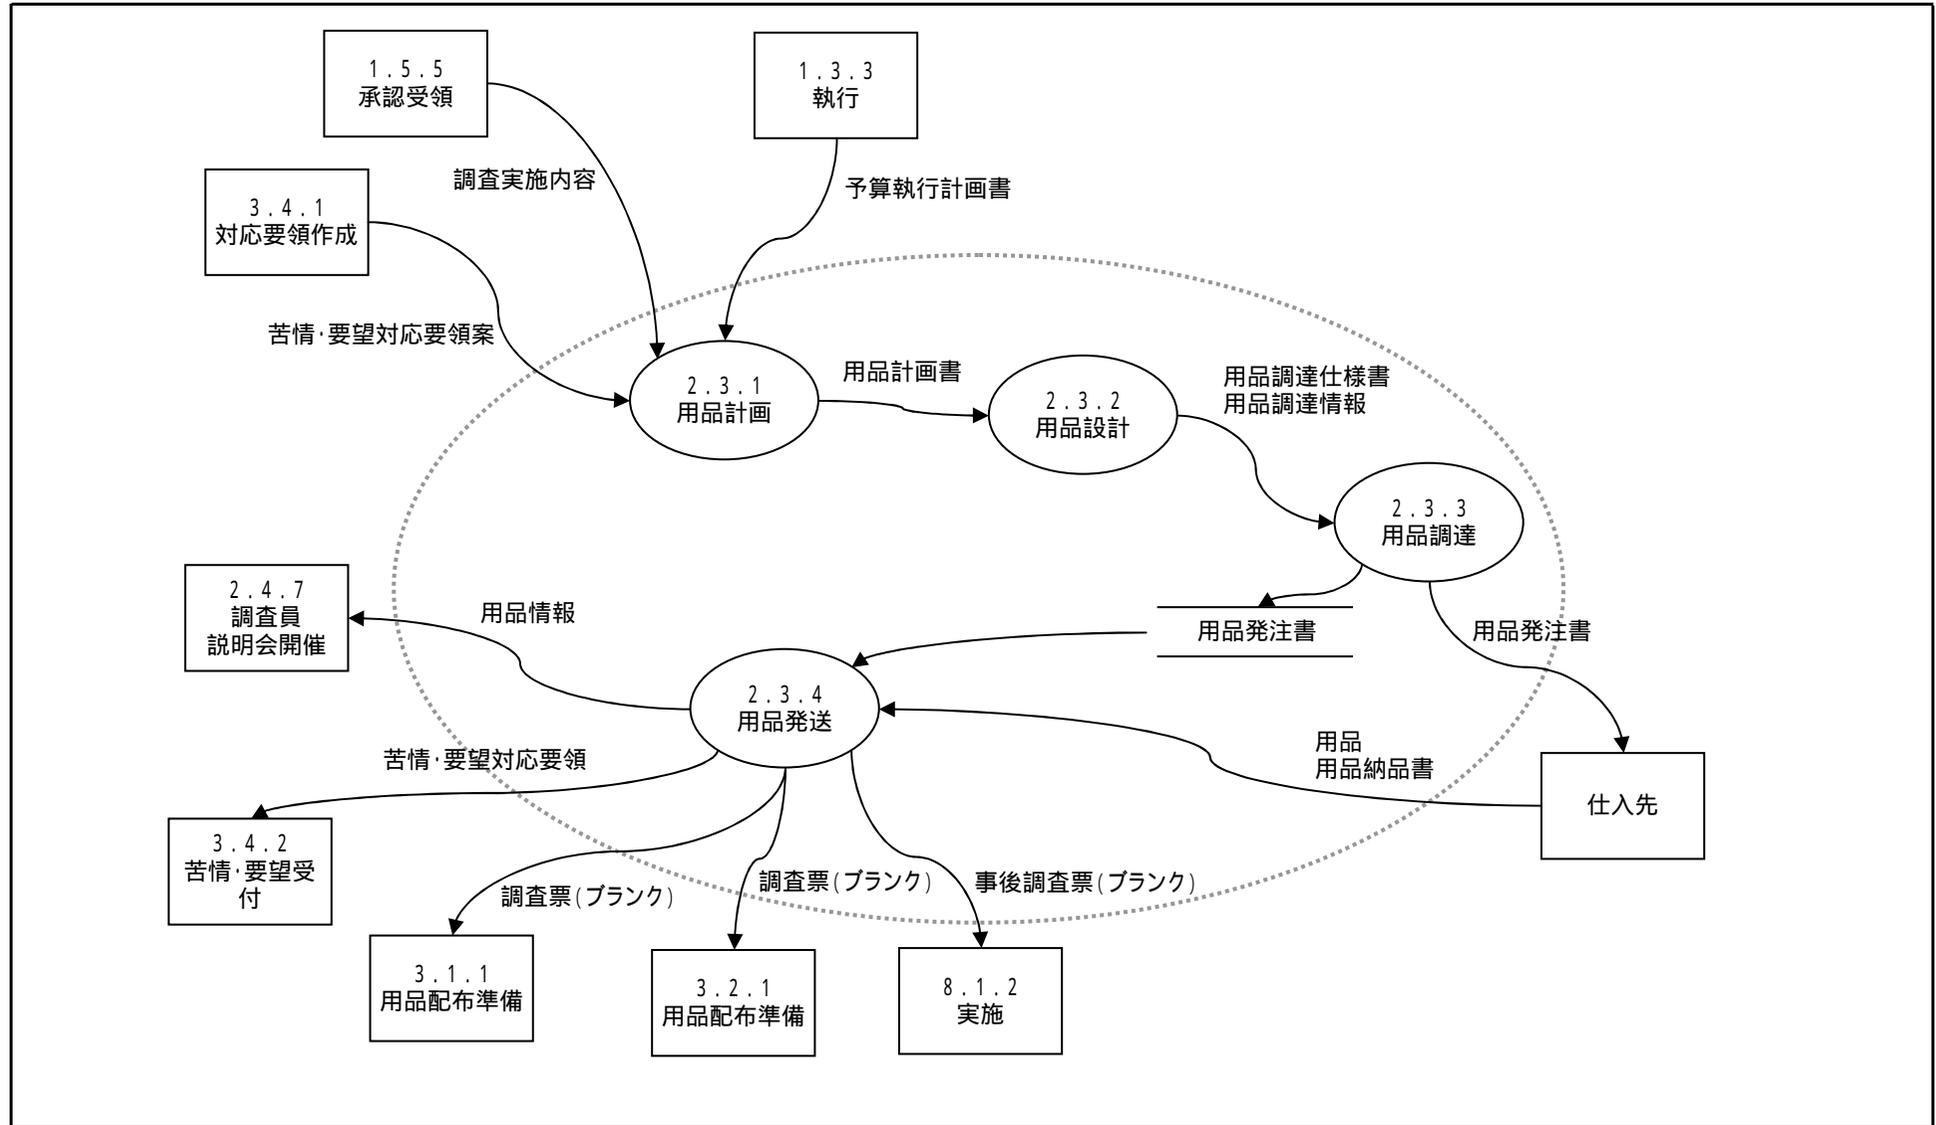 1.5.5
承認受領
1.3.3
執行
調査実施内容
予算執行計画書
3.4.1
対応要領作成
苦情・要望対応要領案
2.3.1
用品計画
用品計画書
2.3.2
用品設計
用品調達仕様書
用品調達情報
2.3.3
用品調達
2.4.7
調査員
説明会開催
用品情報
用品発注書
用品発注書
2.3.4
用品発送
苦情・要望対応要領
用品
用品納品書
仕入先
3.4.2
苦情・要望受
付
調査票(ブランク)
調査票(ブランク)
事後調査票(ブランク)
3.1.1
用品配布準備
3.2.1
用品配布準備
8.1.2
実施